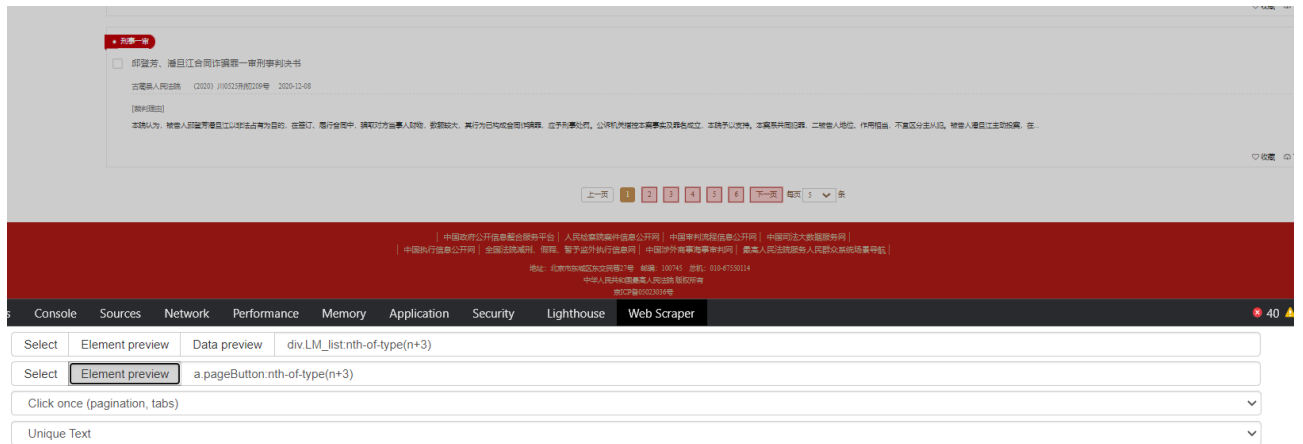 ♡收藏
• 刑事一审
邱登芳、潘旦江合同诈骗罪一审刑事判决书
古蔺县人民法院 (2020) 川0525刑初209号 2020-12-08
[裁判理由]
本院认为，被告人邱登芳潘旦江以非法占有为目的，在签订、履行合同中，骗取对方当事人财物，数额较大，其行为已构成合同诈骗罪，应予刑事处罚。公诉机关指控本案事实及罪名成立，本院予以支持。本案系共同犯罪，二被告人地位、作用相当，不宜区分主从犯。被告人潘旦江主动投案，在...
♡收藏
上一页 1 2 3 4 5 6 下一页 每页 5 条
| 中国政府公开信息整合服务平台 | 人民检察院案件信息公开网 | 中国审判流程信息公开网 | 中国司法大数据服务网 |
| 中国执行信息公开网 | 全国法院减刑、假释、暂予监外执行信息网 | 中国涉外商事海事审判网 | 最高人民法院服务人民群众系统场景导航 |
地址：北京市东城区东交民巷27号 邮编：100745 总机：010-67550114
中华人民共和国最高人民法院 版权所有
京ICP备05023036号
s Console Sources Network Performance Memory Application Security Lighthouse Web Scraper 40
Select Element preview Data preview div.LM_list:nth-of-type(n+3)
Select Element preview a.pageButton:nth-of-type(n+3)
Click once (pagination, tabs)
Unique Text